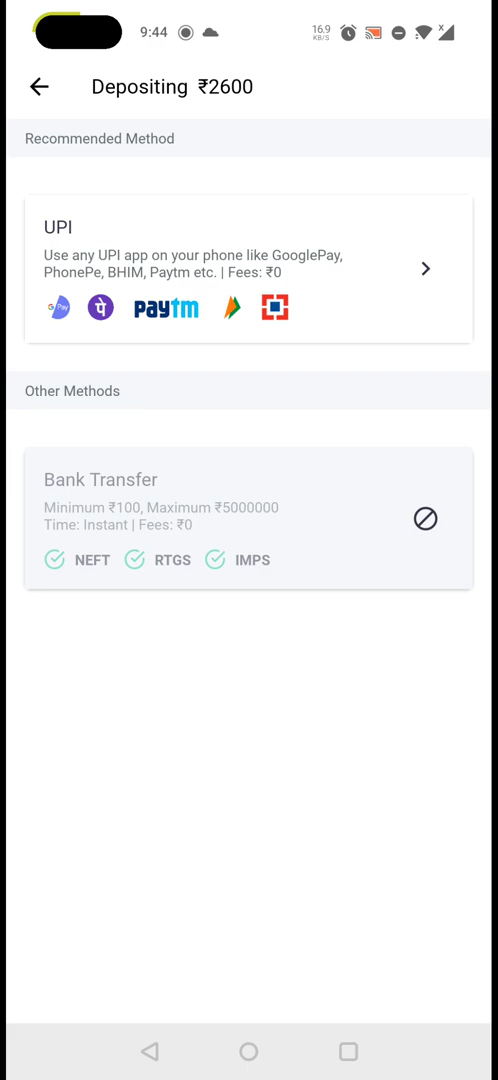 9:44
16.9
KB/S
x
Depositing ₹2600
Recommended Method
UPI
Use any UPI app on your phone like GooglePay,
PhonePe, BHIM, Paytm etc. | Fees: ₹0
G Pay पे paytm
Other Methods
Bank Transfer
Minimum ₹100, Maximum ₹5000000
Time: Instant | Fees: ₹0
NEFT RTGS IMPS